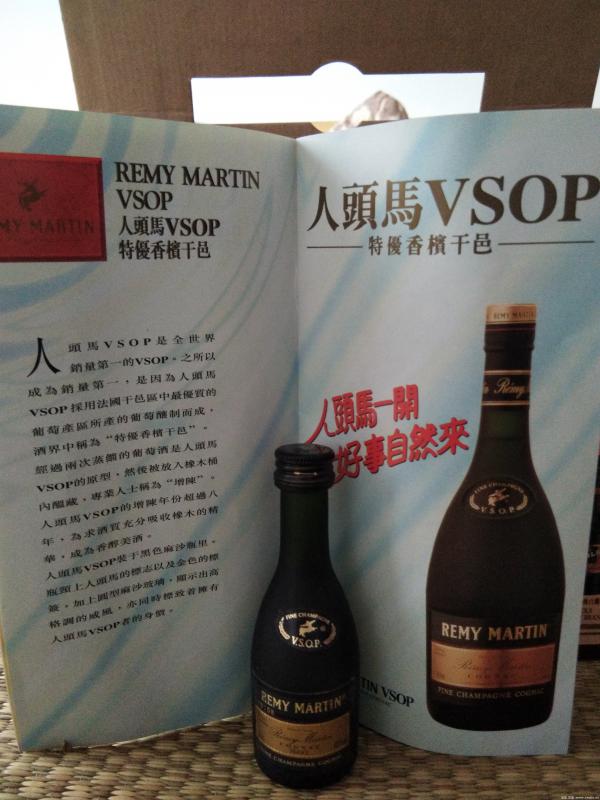 MY MARTIN
REMY MARTIN
VSOP
人頭馬VSOP
特優香檳干邑
人頭馬VSOP是全世界
銷量第一的VSOP。之所以
成為銷量第一，是因為人頭馬
VSOP採用法國干邑區中最優質的
葡萄產區所產的葡萄釀制而成，
酒界中稱為“特優香檳干邑”。
經過兩次蒸餾的葡萄酒是人頭馬
VSOP的原型，然後被放入橡木桶
內醞藏，專業人士稱為“增陳”。
人頭馬VSOP的增陳年份超過八
年，為求酒質充分吸收橡木的精
華，成為香醇美酒。
人頭馬VSOP裝于黑色麻沙瓶里。
瓶頸上人頭馬的標志以及金色的標
簽，加上圓型麻沙玻璃，顯示出高
格調的威風，亦同時標致着擁有
人頭馬VSOP者的身價。
人頭馬VSOP
特優香檳干邑
人頭馬一開
好事自然來
REMY MARTIN
Rémy
FINE CHAMPAGNE
V.S.O.P.
REMY MARTIN
Rémy Martin
COGNAC
FINE CHAMPAGNE COGNAC
TIN VSOP
FINE CHAMPAGNE
V.S.O.P.
REMY MARTIN
Rémy Martin
COGNAC
FINE CHAMPAGNE COGNAC